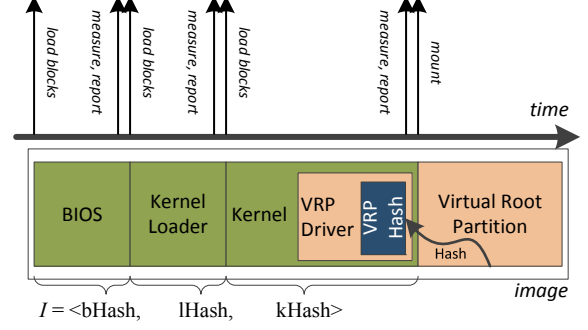 load blocks
measure, report
load blocks
measure, report
load blocks
measure, report
mount
time
BIOS
Kernel
Loader
Kernel
VRP
Driver
VRP
Hash
Virtual Root
Partition
Hash
image
I = <bHash, lHash, kHash>